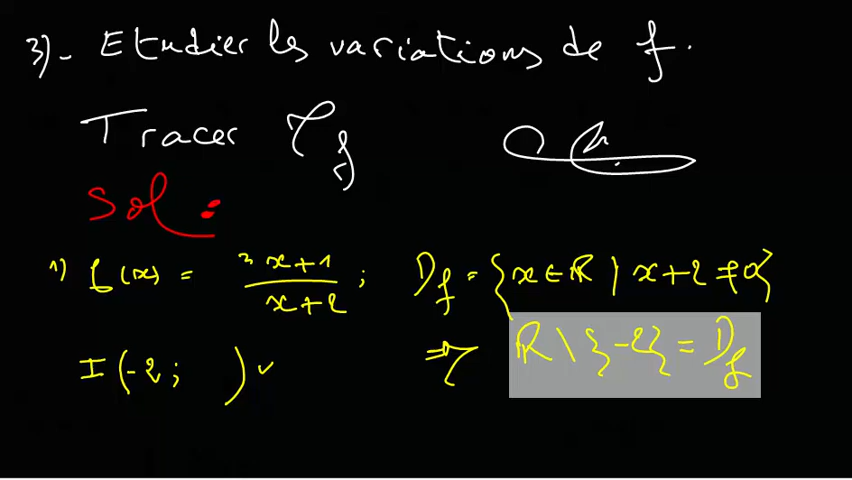 3)- Etudier les variations de f.
Tracer Cf
Sol :
1) f(x) = 3x+1 / x+2 ; Df = {x ∈ ℝ / x+2 ≠ 0}
I(-2; ) ⇒ ℝ \ {-2} = Df